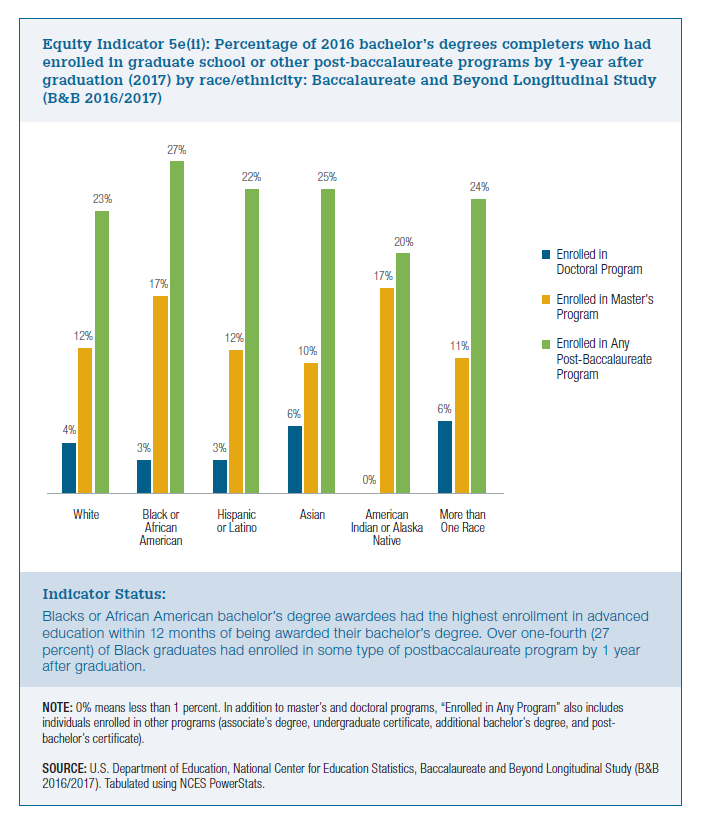 Equity Indicator 5e(ii): Percentage of 2016 bachelor's degrees completers who had
enrolled in graduate school or other post-baccalaureate programs by 1-year after
graduation (2017) by race/ethnicity: Baccalaureate and Beyond Longitudinal Study
(B&B 2016/2017)
27%
25%
22%
24%
23%
20%
17%
17%
12%
12%
10%
11%
6%
6%
4%
3%
3%
0%
Enrolled in
Doctoral Program
Enrolled in Master's
Program
Enrolled in Any
Post-Baccalaureate
Program
White
Black or
African
American
Hispanic
or Latino
Asian
American
Indian or Alaska
Native
More than
One Race
Indicator Status:
Blacks or African American bachelor's degree awardees had the highest enrollment in advanced
education within 12 months of being awarded their bachelor's degree. Over one-fourth (27
percent) of Black graduates had enrolled in some type of postbaccalaureate program by 1 year
after graduation.
NOTE: 0% means less than 1 percent. In addition to master's and doctoral programs, "Enrolled in Any Program" also includes
individuals enrolled in other programs (associate's degree, undergraduate certificate, additional bachelor's degree, and post-
bachelor's certificate).
SOURCE: U.S. Department of Education, National Center for Education Statistics, Baccalaureate and Beyond Longitudinal Study (B&B
2016/2017). Tabulated using NCES PowerStats.